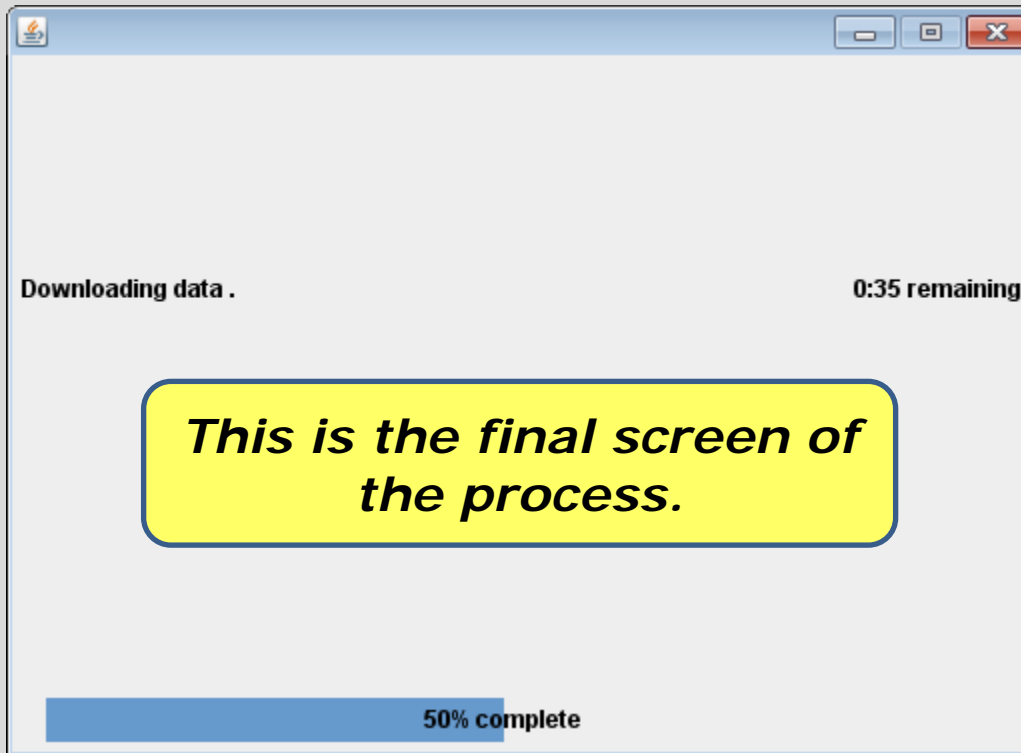 Downloading data . 0:35 remaining
This is the final screen of
the process.
50% complete